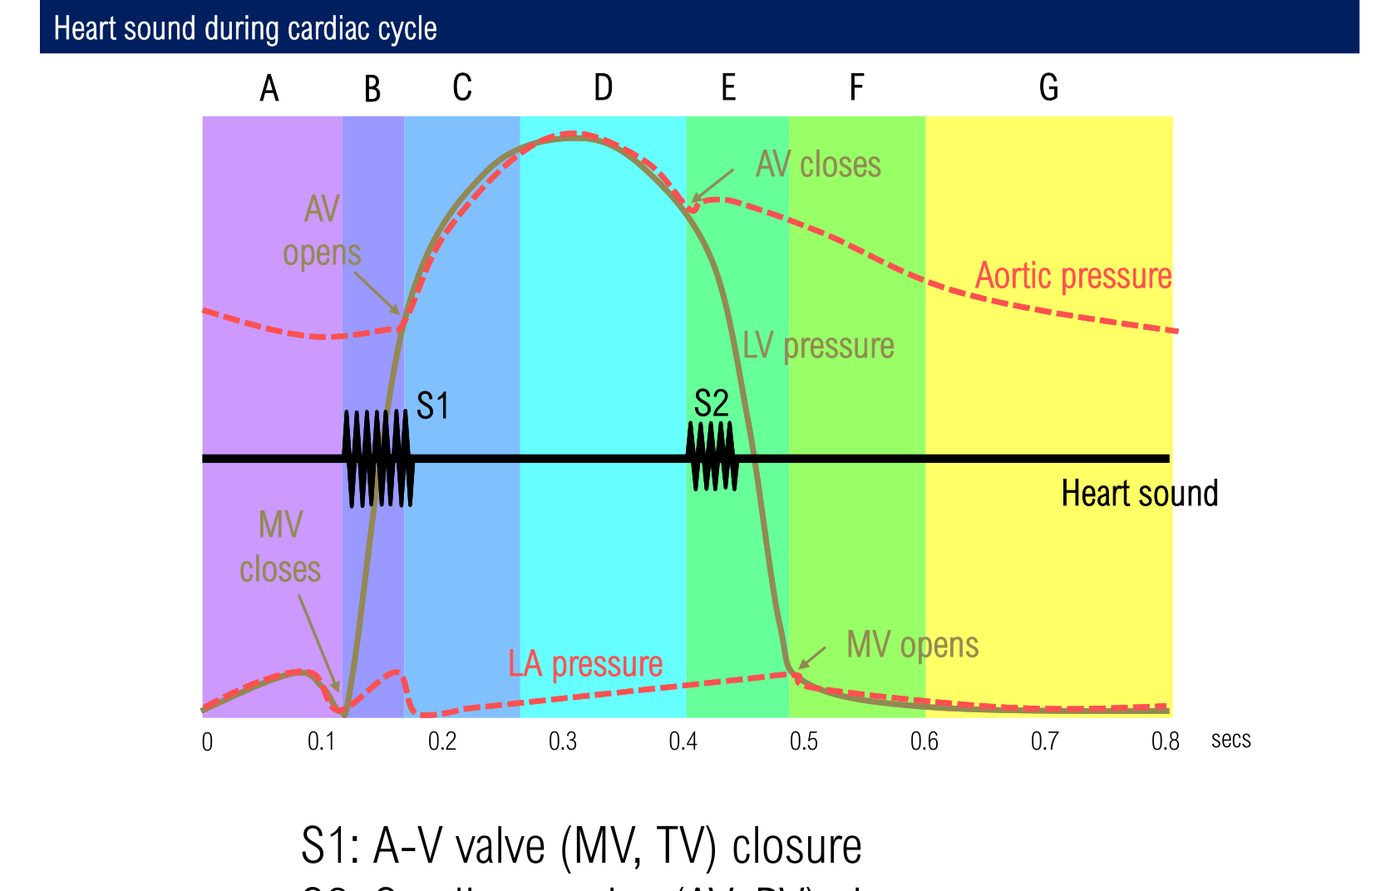 Heart sound during cardiac cycle
A B C D E F G
AV closes
AV
opens
Aortic pressure
LV pressure
S1
S2
Heart sound
MV
closes
MV opens
LA pressure
0 0.1 0.2 0.3 0.4 0.5 0.6 0.7 0.8 secs
S1: A-V valve (MV, TV) closure